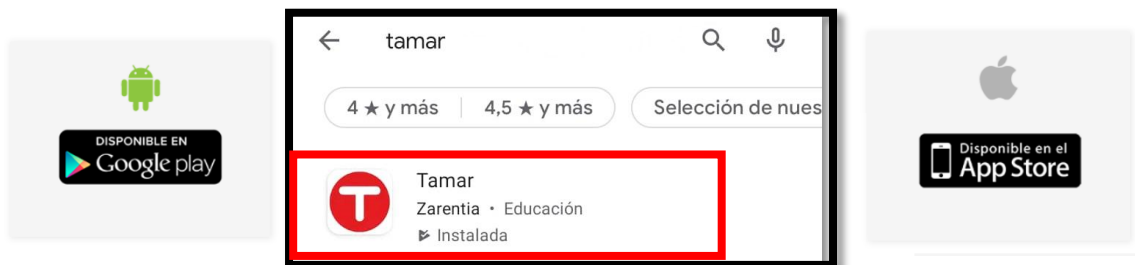 DISPONIBLE EN
Google play
tamar
4 ★ y más
4,5 ★ y más
Selección de nues
T
Tamar
Zarentia • Educación
Instalada
Disponible en el
App Store